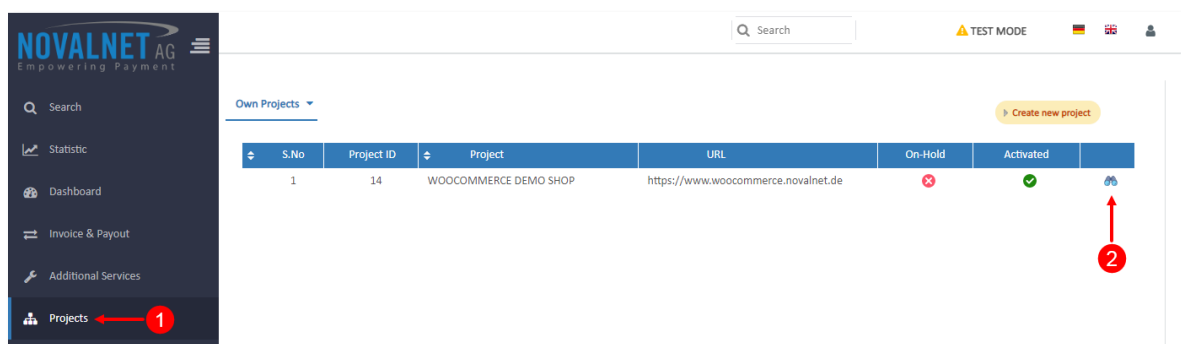 NOVALNET AG
Empowering Payment
Search
TEST MODE
Search
Statistic
Dashboard
Invoice & Payout
Additional Services
Projects
1
Own Projects
Create new project
S.No Project ID Project URL On-Hold Activated
1 14 WOOCOMMERCE DEMO SHOP https://www.woocommerce.novalnet.de
2